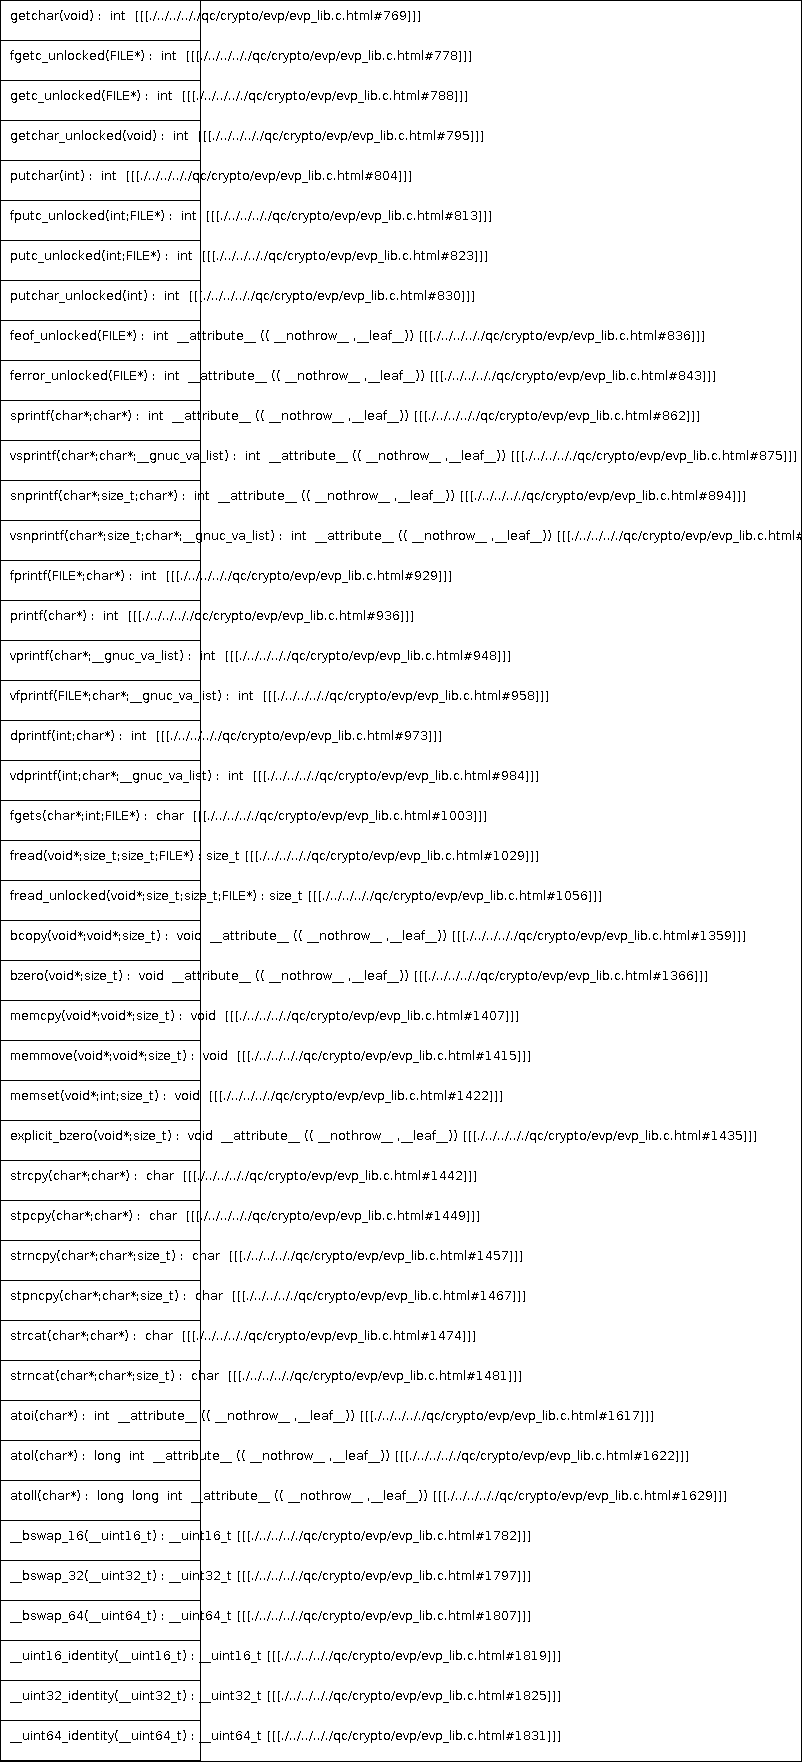 getchar(void) : int [[[./../../../../qc/crypto/evp/evp_lib.c.html#769]]]
fgetc_unlocked(FILE*) : int [[[./../../../../qc/crypto/evp/evp_lib.c.html#778]]]
getc_unlocked(FILE*) : int [[[./../../../../qc/crypto/evp/evp_lib.c.html#788]]]
getchar_unlocked(void) : int [[[./../../../../qc/crypto/evp/evp_lib.c.html#795]]]
putchar(int) : int [[[./../../../../qc/crypto/evp/evp_lib.c.html#804]]]
fputc_unlocked(int;FILE*) : int [[[./../../../../qc/crypto/evp/evp_lib.c.html#813]]]
putc_unlocked(int;FILE*) : int [[[./../../../../qc/crypto/evp/evp_lib.c.html#823]]]
putchar_unlocked(int) : int [[[./../../../../qc/crypto/evp/evp_lib.c.html#830]]]
feof_unlocked(FILE*) : int __attribute__ (( __nothrow__ ,__leaf__)) [[[./../../../../qc/crypto/evp/evp_lib.c.html#836]]]
ferror_unlocked(FILE*) : int __attribute__ (( __nothrow__ ,__leaf__)) [[[./../../../../qc/crypto/evp/evp_lib.c.html#843]]]
sprintf(char*;char*) : int __attribute__ (( __nothrow__ ,__leaf__)) [[[./../../../../qc/crypto/evp/evp_lib.c.html#862]]]
vsprintf(char*;char*;__gnuc_va_list) : int __attribute__ (( __nothrow__ ,__leaf__)) [[[./../../../../qc/crypto/evp/evp_lib.c.html#875]]]
snprintf(char*;size_t;char*) : int __attribute__ (( __nothrow__ ,__leaf__)) [[[./../../../../qc/crypto/evp/evp_lib.c.html#894]]]
vsnprintf(char*;size_t;char*;__gnuc_va_list) : int __attribute__ (( __nothrow__ ,__leaf__)) [[[./../../../../qc/crypto/evp/evp_lib.c.html#
fprintf(FILE*;char*) : int [[[./../../../../qc/crypto/evp/evp_lib.c.html#929]]]
printf(char*) : int [[[./../../../../qc/crypto/evp/evp_lib.c.html#936]]]
vprintf(char*;__gnuc_va_list) : int [[[./../../../../qc/crypto/evp/evp_lib.c.html#948]]]
vfprintf(FILE*;char*;__gnuc_va_list) : int [[[./../../../../qc/crypto/evp/evp_lib.c.html#958]]]
dprintf(int;char*) : int [[[./../../../../qc/crypto/evp/evp_lib.c.html#973]]]
vdprintf(int;char*;__gnuc_va_list) : int [[[./../../../../qc/crypto/evp/evp_lib.c.html#984]]]
fgets(char*;int;FILE*) : char [[[./../../../../qc/crypto/evp/evp_lib.c.html#1003]]]
fread(void*;size_t;size_t;FILE*) : size_t [[[./../../../../qc/crypto/evp/evp_lib.c.html#1029]]]
fread_unlocked(void*;size_t;size_t;FILE*) : size_t [[[./../../../../qc/crypto/evp/evp_lib.c.html#1056]]]
bcopy(void*;void*;size_t) : void __attribute__ (( __nothrow__ ,__leaf__)) [[[./../../../../qc/crypto/evp/evp_lib.c.html#1359]]]
bzero(void*;size_t) : void __attribute__ (( __nothrow__ ,__leaf__)) [[[./../../../../qc/crypto/evp/evp_lib.c.html#1366]]]
memcpy(void*;void*;size_t) : void [[[./../../../../qc/crypto/evp/evp_lib.c.html#1407]]]
memmove(void*;void*;size_t) : void [[[./../../../../qc/crypto/evp/evp_lib.c.html#1415]]]
memset(void*;int;size_t) : void [[[./../../../../qc/crypto/evp/evp_lib.c.html#1422]]]
explicit_bzero(void*;size_t) : void __attribute__ (( __nothrow__ ,__leaf__)) [[[./../../../../qc/crypto/evp/evp_lib.c.html#1435]]]
strcpy(char*;char*) : char [[[./../../../../qc/crypto/evp/evp_lib.c.html#1442]]]
stpcpy(char*;char*) : char [[[./../../../../qc/crypto/evp/evp_lib.c.html#1449]]]
strncpy(char*;char*;size_t) : char [[[./../../../../qc/crypto/evp/evp_lib.c.html#1457]]]
stpncpy(char*;char*;size_t) : char [[[./../../../../qc/crypto/evp/evp_lib.c.html#1467]]]
strcat(char*;char*) : char [[[./../../../../qc/crypto/evp/evp_lib.c.html#1474]]]
strncat(char*;char*;size_t) : char [[[./../../../../qc/crypto/evp/evp_lib.c.html#1481]]]
atoi(char*) : int __attribute__ (( __nothrow__ ,__leaf__)) [[[./../../../../qc/crypto/evp/evp_lib.c.html#1617]]]
atol(char*) : long int __attribute__ (( __nothrow__ ,__leaf__)) [[[./../../../../qc/crypto/evp/evp_lib.c.html#1622]]]
atoll(char*) : long long int __attribute__ (( __nothrow__ ,__leaf__)) [[[./../../../../qc/crypto/evp/evp_lib.c.html#1629]]]
__bswap_16(__uint16_t) : __uint16_t [[[./../../../../qc/crypto/evp/evp_lib.c.html#1782]]]
__bswap_32(__uint32_t) : __uint32_t [[[./../../../../qc/crypto/evp/evp_lib.c.html#1797]]]
__bswap_64(__uint64_t) : __uint64_t [[[./../../../../qc/crypto/evp/evp_lib.c.html#1807]]]
__uint16_identity(__uint16_t) : __uint16_t [[[./../../../../qc/crypto/evp/evp_lib.c.html#1819]]]
__uint32_identity(__uint32_t) : __uint32_t [[[./../../../../qc/crypto/evp/evp_lib.c.html#1825]]]
__uint64_identity(__uint64_t) : __uint64_t [[[./../../../../qc/crypto/evp/evp_lib.c.html#1831]]]